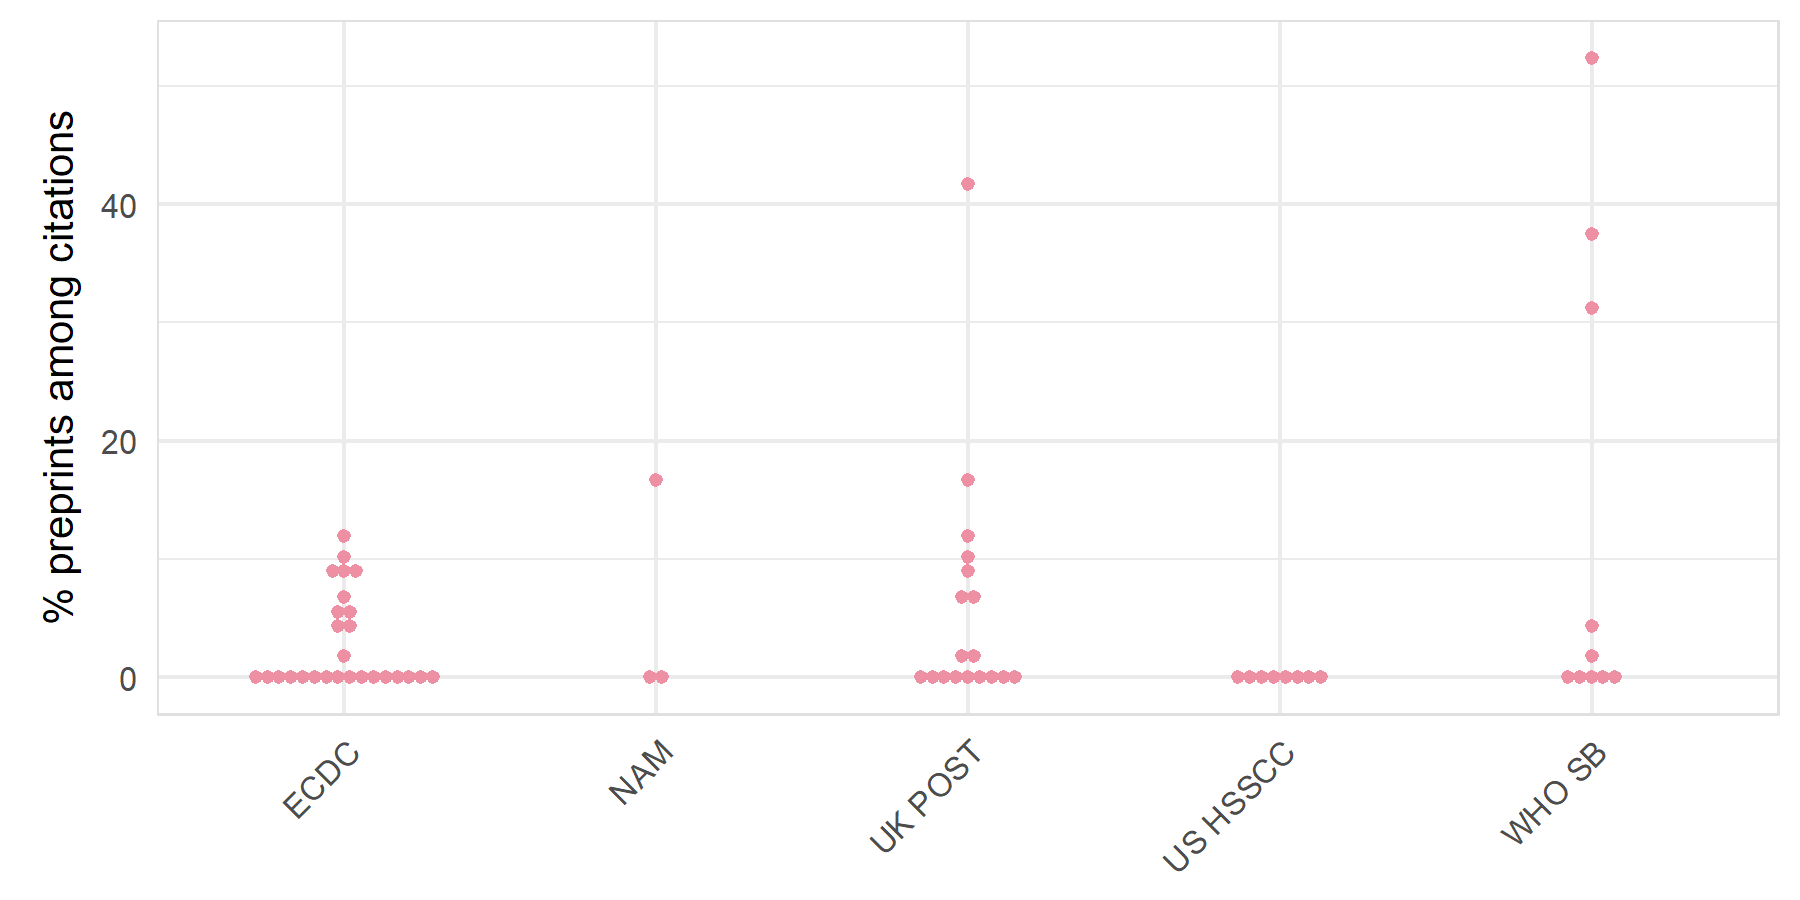 % preprints among citations
40
20
0
ECDC
NAM
UK POST
US HSSCC
WHO SB